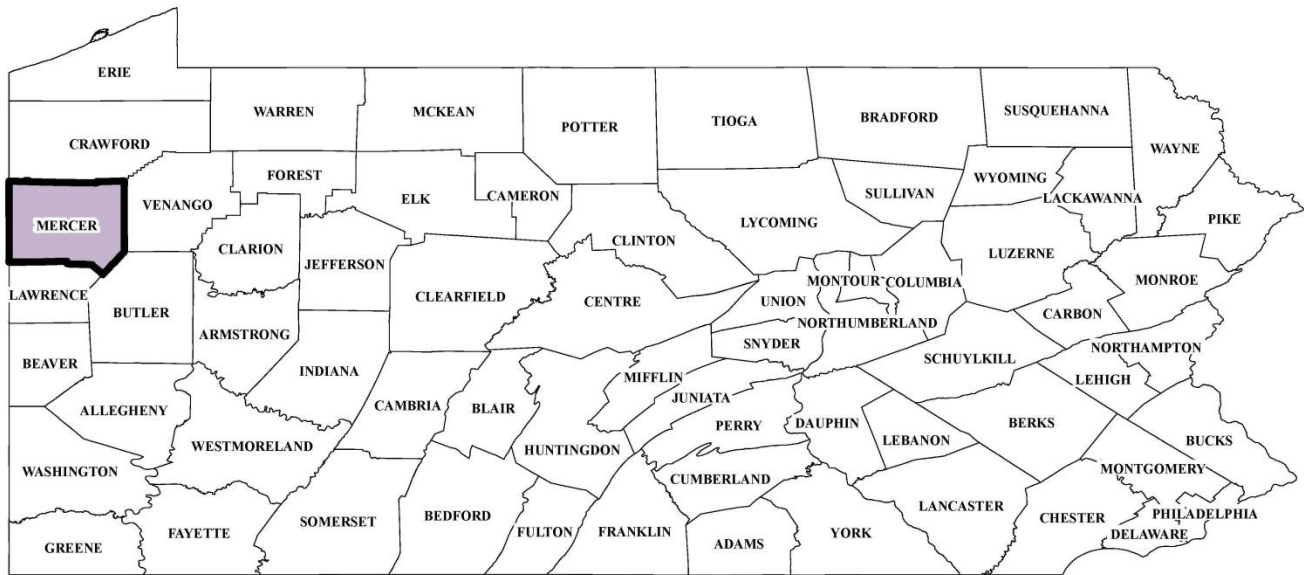 ERIE
WARREN
MCKEAN
POTTER
TIOGA
BRADFORD
SUSQUEHANNA
CRAWFORD
WAYNE
FOREST
VENANGO
ELK
CAMERON
SULLIVAN
WYOMING
LACKAWANNA
MERCER
LYCOMING
PIKE
CLARION
CLINTON
JEFFERSON
LUZERNE
LAWRENCE
CLEARFIELD
CENTRE
MONTOUR
COLUMBIA
MONROE
BUTLER
UNION
CARBON
ARMSTRONG
NORTHUMBERLAND
SNYDER
NORTHAMPTON
BEAVER
SCHUYLKILL
INDIANA
MIFFLIN
LEHIGH
ALLEGHENY
CAMBRIA
BLAIR
JUNIATA
PERRY
DAUPHIN
BERKS
WESTMORELAND
HUNTINGDON
LEBANON
BUCKS
WASHINGTON
CUMBERLAND
MONTGOMERY
LANCASTER
PHILADELPHIA
SOMERSET
BEDFORD
CHESTER
FAYETTE
FULTON
FRANKLIN
YORK
DELAWARE
GREENE
ADAMS